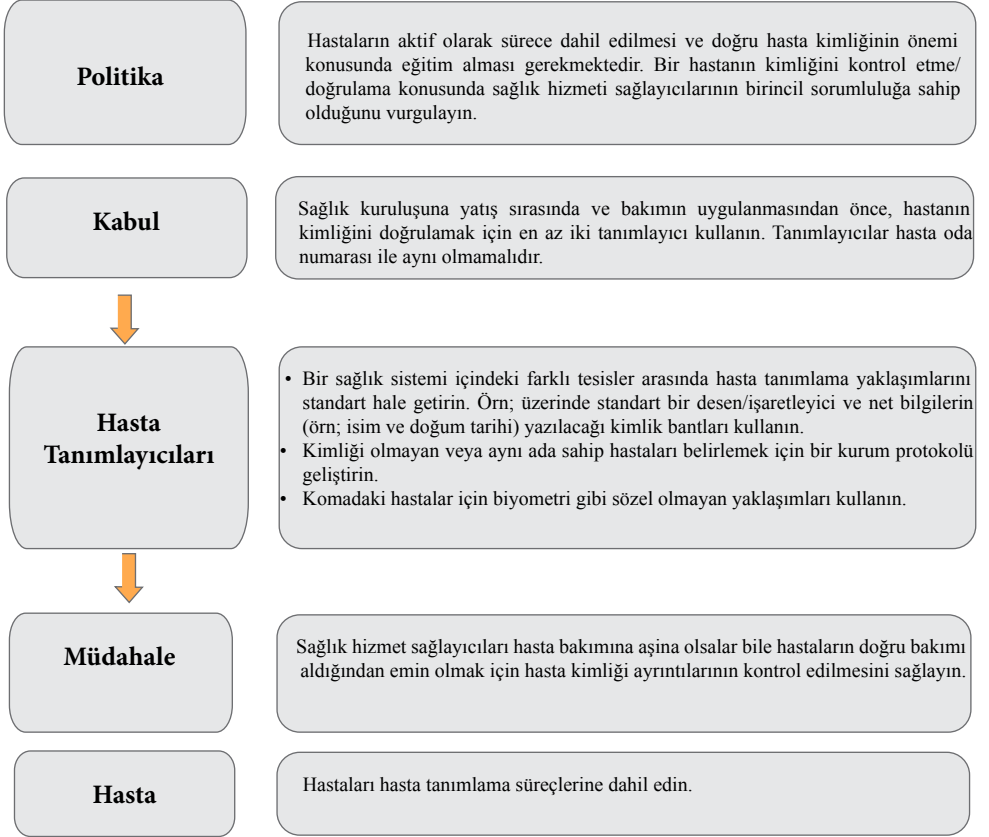 Politika
Hastaların aktif olarak sürece dahil edilmesi ve doğru hasta kimliğinin önemi
konusunda eğitim alması gerekmektedir. Bir hastanın kimliğini kontrol etme/
doğrulama konusunda sağlık hizmeti sağlayıcılarının birincil sorumluluğa sahip
olduğunu vurgulayın.
Kabul
Sağlık kuruluşuna yatış sırasında ve bakımın uygulanmasından önce, hastanın
kimliğini doğrulamak için en az iki tanımlayıcı kullanın. Tanımlayıcılar hasta oda
numarası ile aynı olmamalıdır.
Hasta
Tanımlayıcıları
• Bir sağlık sistemi içindeki farklı tesisler arasında hasta tanımlama yaklaşımlarını
standart hale getirin. Örn; üzerinde standart bir desen/işaretleyici ve net bilgilerin
(örn; isim ve doğum tarihi) yazılacağı kimlik bantları kullanın.
• Kimliği olmayan veya aynı ada sahip hastaları belirlemek için bir kurum protokolü
geliştirin.
• Komadaki hastalar için biyometri gibi sözel olmayan yaklaşımları kullanın.
Müdahale
Sağlık hizmet sağlayıcıları hasta bakımına aşina olsalar bile hastaların doğru bakımı
aldığından emin olmak için hasta kimliği ayrıntılarının kontrol edilmesini sağlayın.
Hasta
Hastaları hasta tanımlama süreçlerine dahil edin.